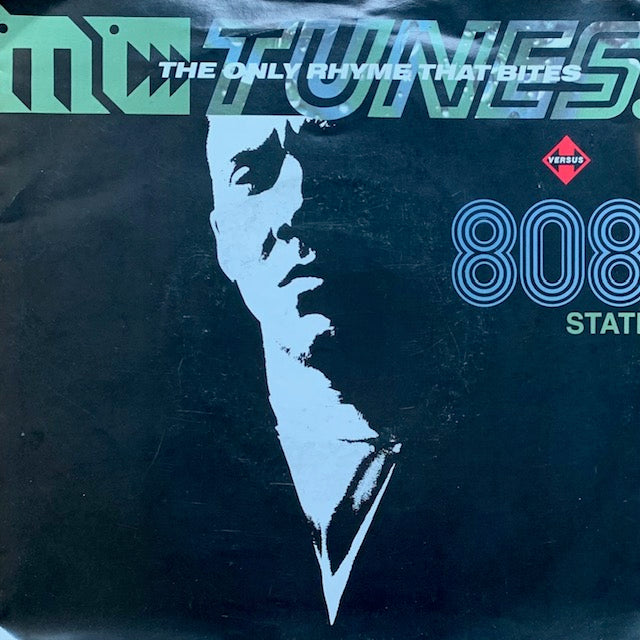 MC TUNES
THE ONLY RHYME THAT BITES
VERSUS
808
STAT